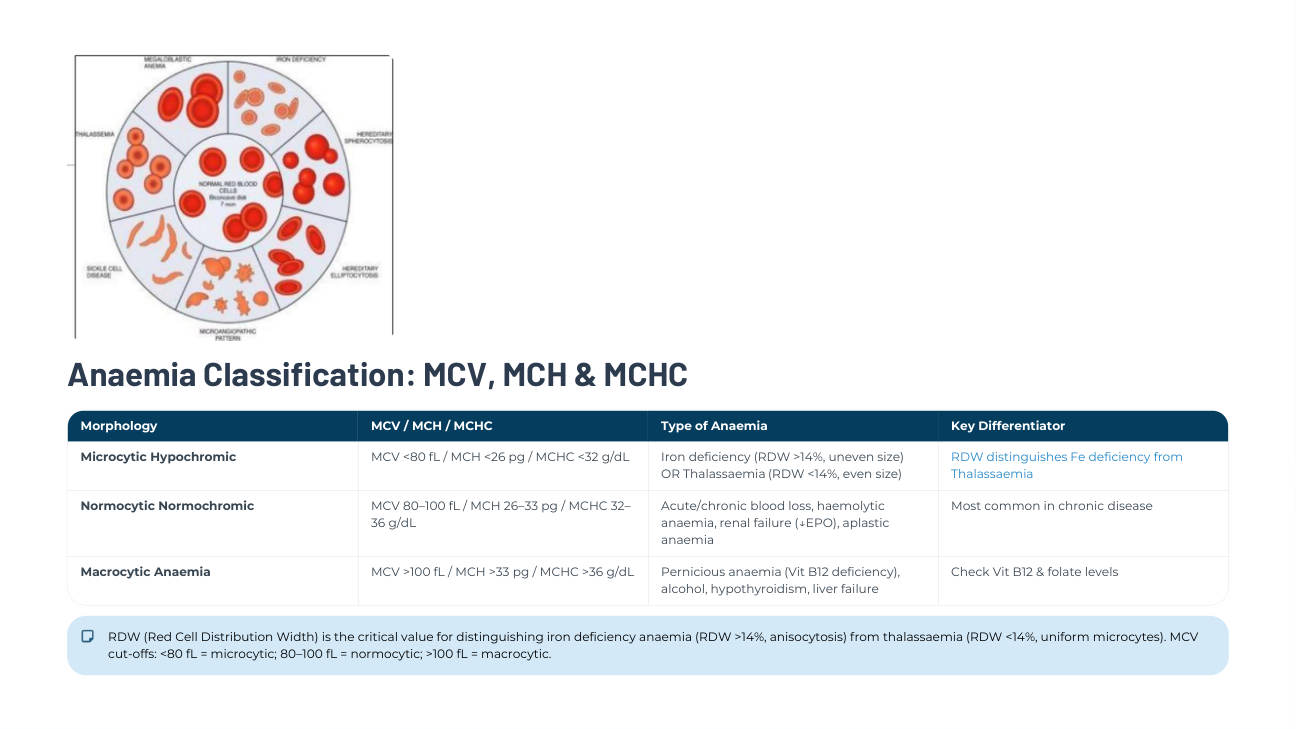 MEGALOBLASTIC
ANEMIA
IRON DEFICIENCY
THALASSEMIA
HEREDITARY
SPHEROCYTOSIS
NORMAL RED BLOOD
CELLS
Biconcave disk
SICKLE CELL
DISEASE
HEREDITARY
ELLIPTOCYTOSIS
MICROANGIOPATHIC
PATTERN
Anaemia Classification: MCV, MCH & MCHC
Morphology
MCV / MCH / MCHC
Type of Anaemia
Key Differentiator
Microcytic Hypochromic
MCV <80 fL / MCH <26 pg / MCHC <32 g/dL
Iron deficiency (RDW >14%, uneven size)
OR Thalassaemia (RDW <14%, even size)
RDW distinguishes Fe deficiency from
Thalassaemia
Normocytic Normochromic
MCV 80–100 fL / MCH 26–33 pg / MCHC 32–
36 g/dL
Acute/chronic blood loss, haemolytic
anaemia, renal failure (↓EPO), aplastic
anaemia
Most common in chronic disease
Macrocytic Anaemia
MCV >100 fL / MCH >33 pg / MCHC >36 g/dL
Pernicious anaemia (Vit B12 deficiency),
alcohol, hypothyroidism, liver failure
Check Vit B12 & folate levels
RDW (Red Cell Distribution Width) is the critical value for distinguishing iron deficiency anaemia (RDW >14%, anisocytosis) from thalassaemia (RDW <14%, uniform microcytes). MCV
cut-offs: <80 fL = microcytic; 80–100 fL = normocytic; >100 fL = macrocytic.